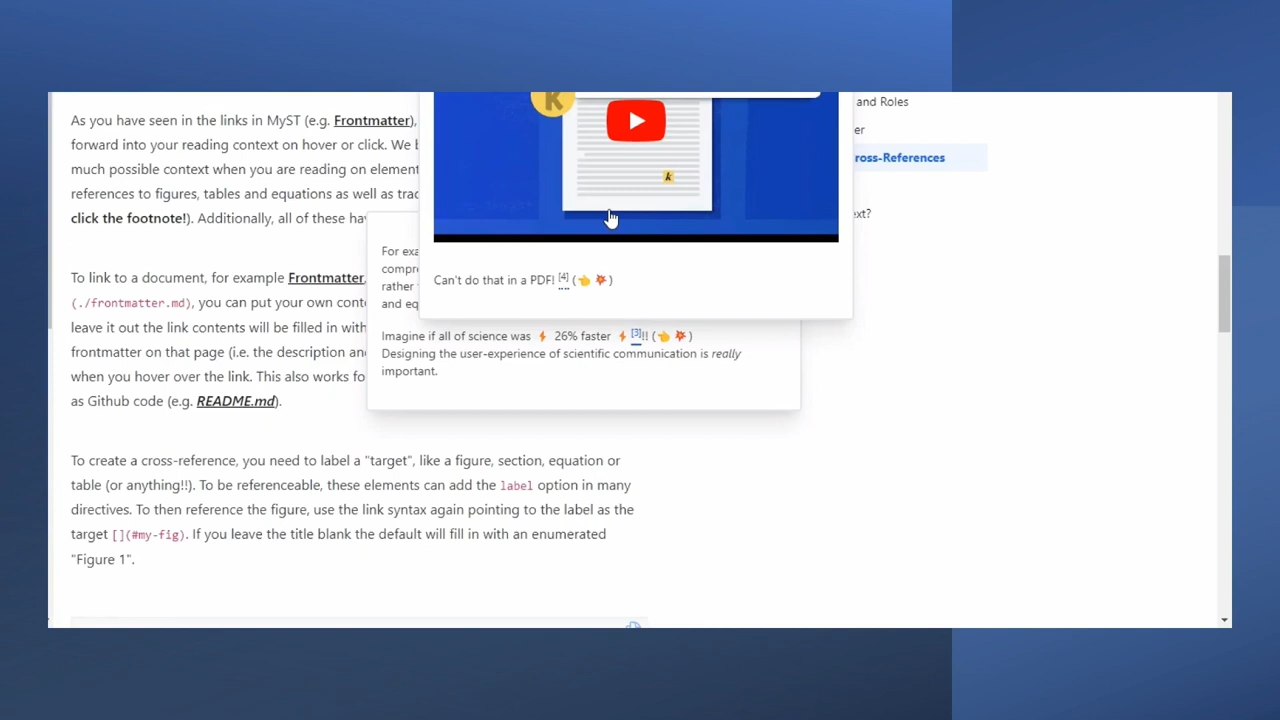 As you have seen in the links in MyST (e.g. Frontmatter),
forward into your reading context on hover or click. We b
much possible context when you are reading on element
references to figures, tables and equations as well as trac
click the footnote!). Additionally, all of these hav
To link to a document, for example Frontmatter
(./frontmatter.md), you can put your own conte
leave it out the link contents will be filled in with
frontmatter on that page (i.e. the description an
when you hover over the link. This also works fo
as Github code (e.g. README.md).
To create a cross-reference, you need to label a "target", like a figure, section, equation or
table (or anything!!). To be referenceable, these elements can add the label option in many
directives. To then reference the figure, use the link syntax again pointing to the label as the
target [](#my-fig). If you leave the title blank the default will fill in with an enumerated
"Figure 1".
For exa
compre
rather
and eq
Imagine if all of science was ⚡ 26% faster ⚡ [3]!! (👈 💥)
Designing the user-experience of scientific communication is really
important.
k
k
Can't do that in a PDF! [4] (👈 💥)
and Roles
er
ross-References
ext?